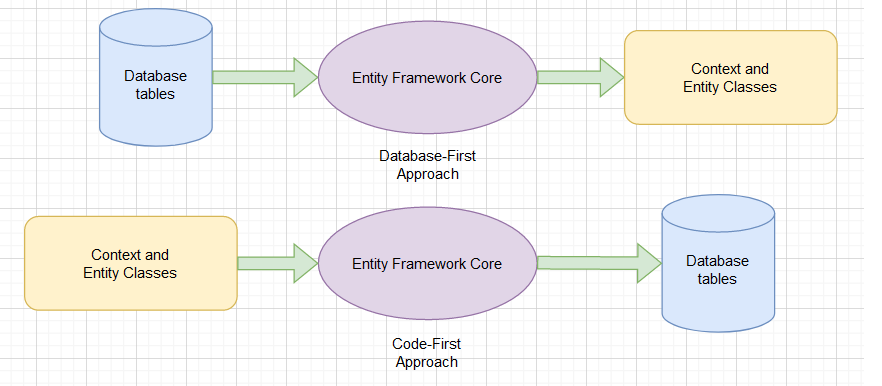 Database
tables
Entity Framework Core
Context and
Entity Classes
Database-First
Approach
Context and
Entity Classes
Entity Framework Core
Database
tables
Code-First
Approach